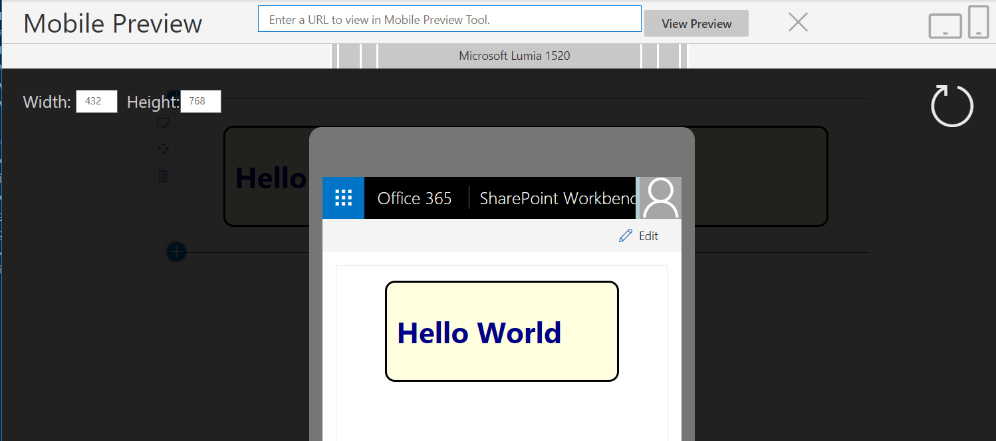 Mobile Preview
Enter a URL to view in Mobile Preview Tool.
View Preview
Microsoft Lumia 1520
Width: 432 Height: 768
Hello
Office 365
SharePoint Workbenc
Edit
Hello World